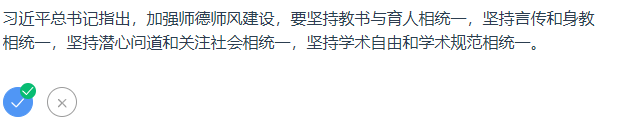 习近平总书记指出，加强师德师风建设，要坚持教书与育人相统一，坚持言传和身教
相统一，坚持潜心问道和关注社会相统一，坚持学术自由和学术规范相统一。